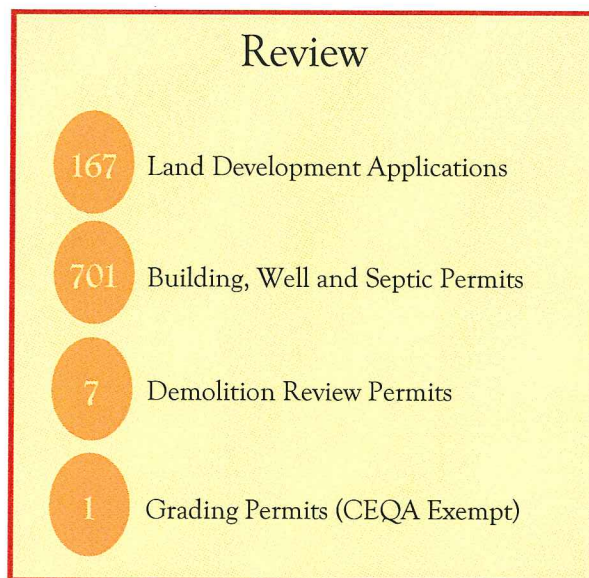 Review
167 Land Development Applications
701 Building, Well and Septic Permits
7 Demolition Review Permits
1 Grading Permits (CEQA Exempt)